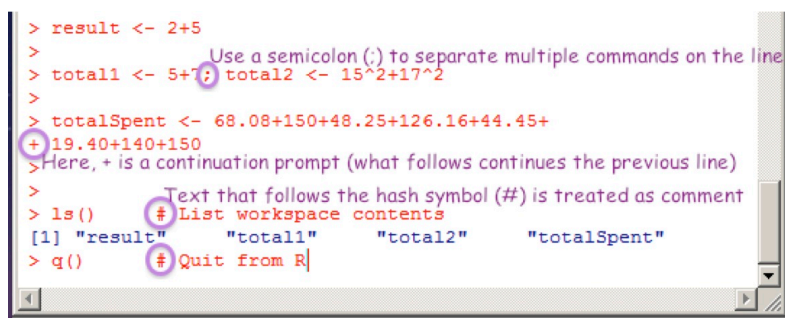 > result <- 2+5
>
Use a semicolon (;) to separate multiple commands on the line
> total1 <- 5+7; total2 <- 15^2+17^2
>
> totalSpent <- 68.08+150+48.25+126.16+44.45+
+ 19.40+140+150
>
Here, + is a continuation prompt (what follows continues the previous line)
>
Text that follows the hash symbol (#) is treated as comment
> ls() # List workspace contents
[1] "result" "total1" "total2" "totalSpent"
> q() # Quit from R